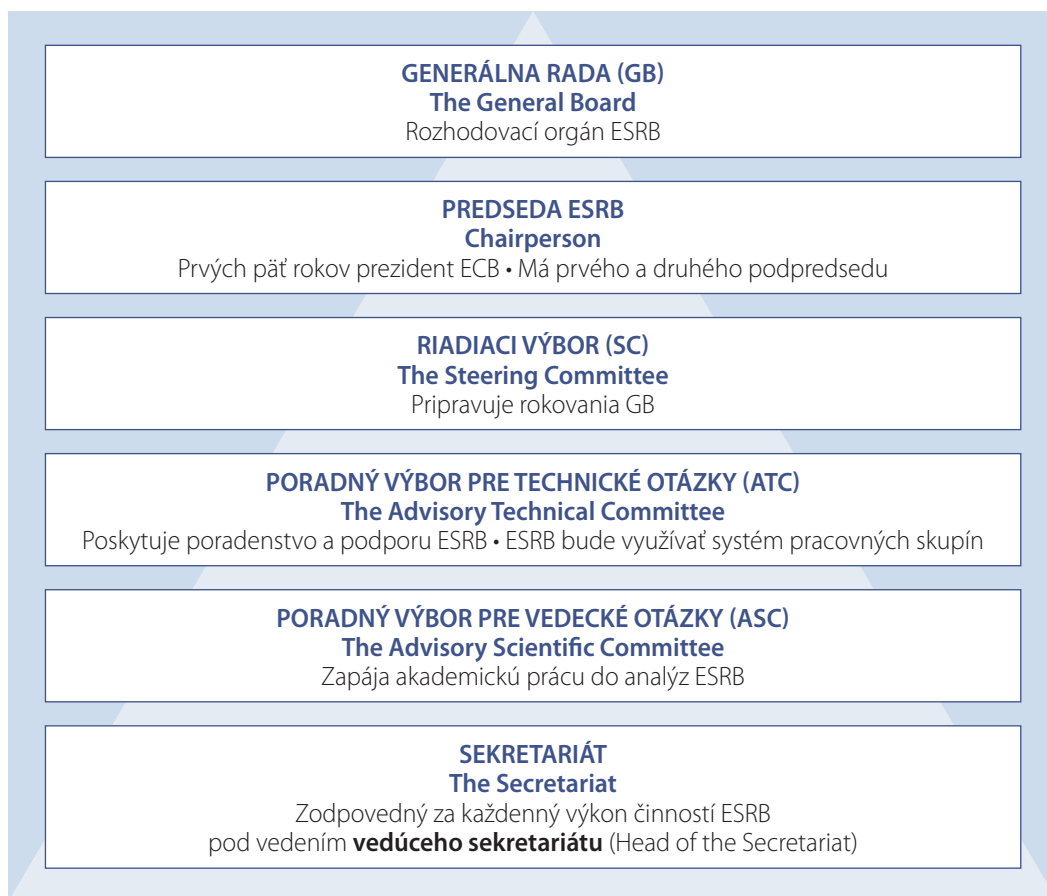 GENERÁLNA RADA (GB)
The General Board
Rozhodovací orgán ESRB
PREDSEDA ESRB
Chairperson
Prvých päť rokov prezident ECB • Má prvého a druhého podpredsedu
RIADIACI VÝBOR (SC)
The Steering Committee
Pripravuje rokovania GB
PORADNÝ VÝBOR PRE TECHNICKÉ OTÁZKY (ATC)
The Advisory Technical Committee
Poskytuje poradenstvo a podporu ESRB • ESRB bude využívať systém pracovných skupín
PORADNÝ VÝBOR PRE VEDECKÉ OTÁZKY (ASC)
The Advisory Scientific Committee
Zapája akademickú prácu do analýz ESRB
SEKRETARIÁT
The Secretariat
Zodpovedný za každenný výkon činností ESRB
pod vedením vedúceho sekretariátu (Head of the Secretariat)